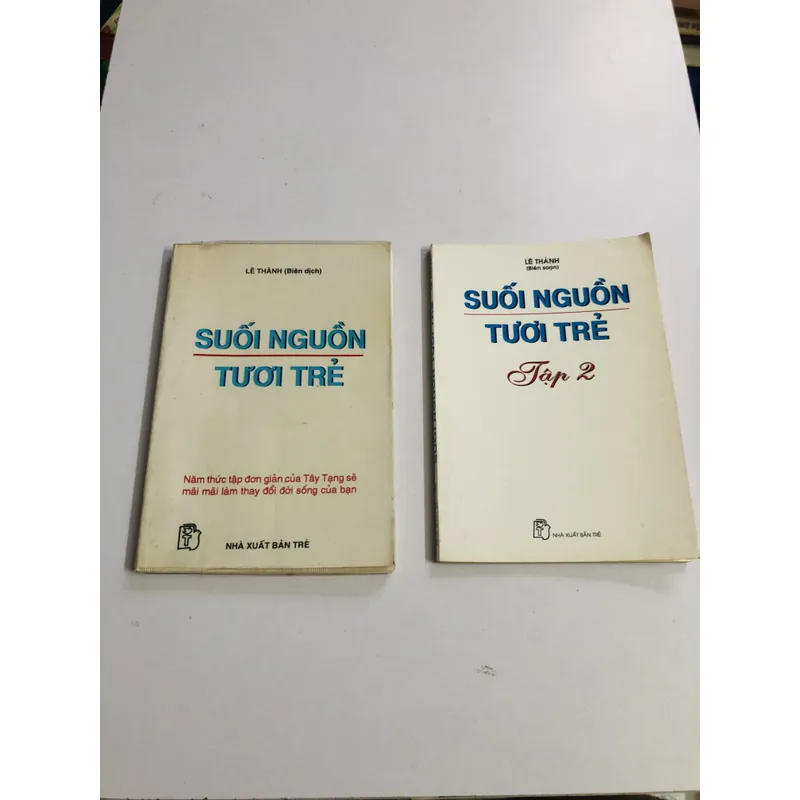 LÊ THÀNH (Biên dịch)
SUỐI NGUỒN
TƯƠI TRẺ
Năm thức tập đơn giản của Tây Tạng sẽ
mãi mãi làm thay đổi đời sống của bạn
NHÀ XUẤT BẢN TRẺ
LÊ THÀNH
(Biên soạn)
SUỐI NGUỒN
TƯƠI TRẺ
Tập 2
NHÀ XUẤT BẢN TRẺ